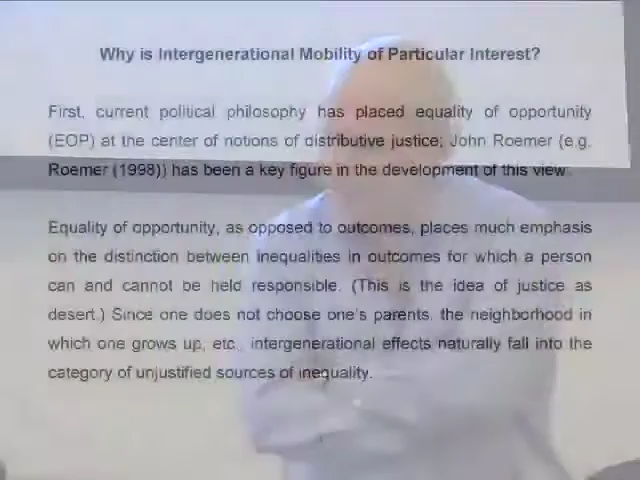 Why is Intergenerational Mobility of Particular Interest?
First, current political philosophy has placed equality of opportunity
(EOP) at the center of notions of distributive justice; John Roemer (e.g.
Roemer (1998)) has been a key figure in the development of this view.
Equality of opportunity, as opposed to outcomes, places much emphasis
on the distinction between inequalities in outcomes for which a person
can and cannot be held responsible. (This is the idea of justice as
desert.) Since one does not choose one's parents, the neighborhood in
which one grows up, etc., intergenerational effects naturally fall into the
category of unjustified sources of inequality.